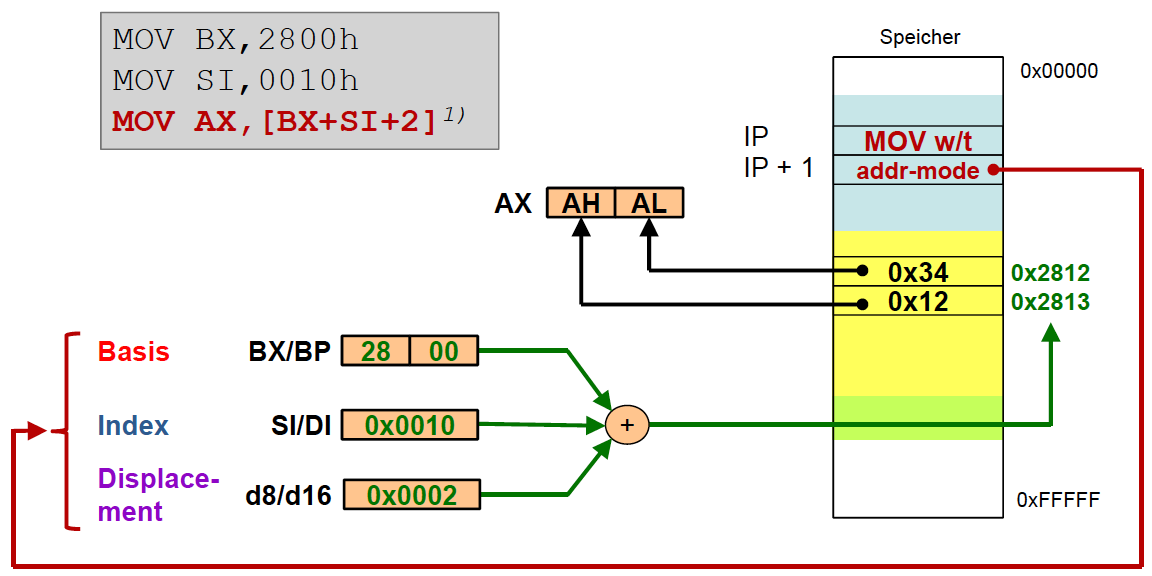 MOV BX,2800h
MOV SI,0010h
MOV AX,[BX+SI+2]1)
Speicher
0x00000
IP
MOV w/t
IP + 1
addr-mode
AX
AH
AL
0x34
0x2812
0x12
0x2813
Basis
BX/BP
28
00
Index
SI/DI
0x0010
+
Displace-
ment
d8/d16
0x0002
0xFFFFF